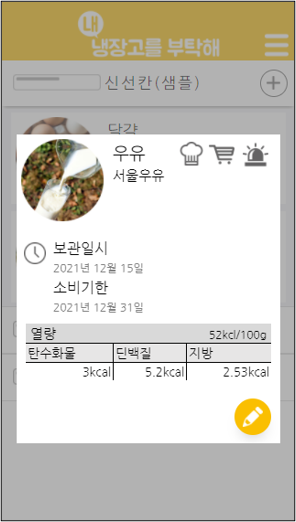 내
냉장고를 부탁해
신선칸(샘플)
달걀
우유
서울우유
보관일시
2021년 12월 15일
소비기한
2021년 12월 31일
열량 52kcl/100g
탄수화물 딘백질 지방
3kcal 5.2kcal 2.53kcal